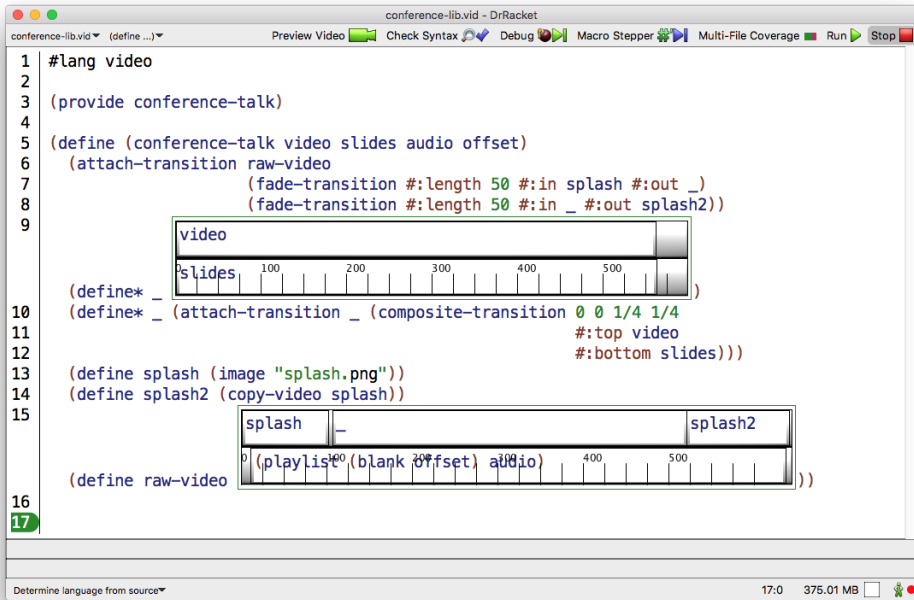 conference-lib.vid - DrRacket
conference-lib.vid▾ (define ...)▾ Preview Video Check Syntax Debug Macro Stepper Multi-File Coverage Run Stop
1 #lang video
2
3 (provide conference-talk)
4
5 (define (conference-talk video slides audio offset)
6 (attach-transition raw-video
7 (fade-transition #:length 50 #:in splash #:out _)
8 (fade-transition #:length 50 #:in _ #:out splash2))
9
video
0 100 200 300 400 500
slides
(define* _ )
10 (define* _ (attach-transition _ (composite-transition 0 0 1/4 1/4
11 #:top video
12 #:bottom slides)))
13 (define splash (image "splash.png"))
14 (define splash2 (copy-video splash))
15
splash _ splash2
0 100 200 300 400 500
(playlist (blank offset) audio)
(define raw-video ))
16
17
Determine language from source▾ 17:0 375.01 MB